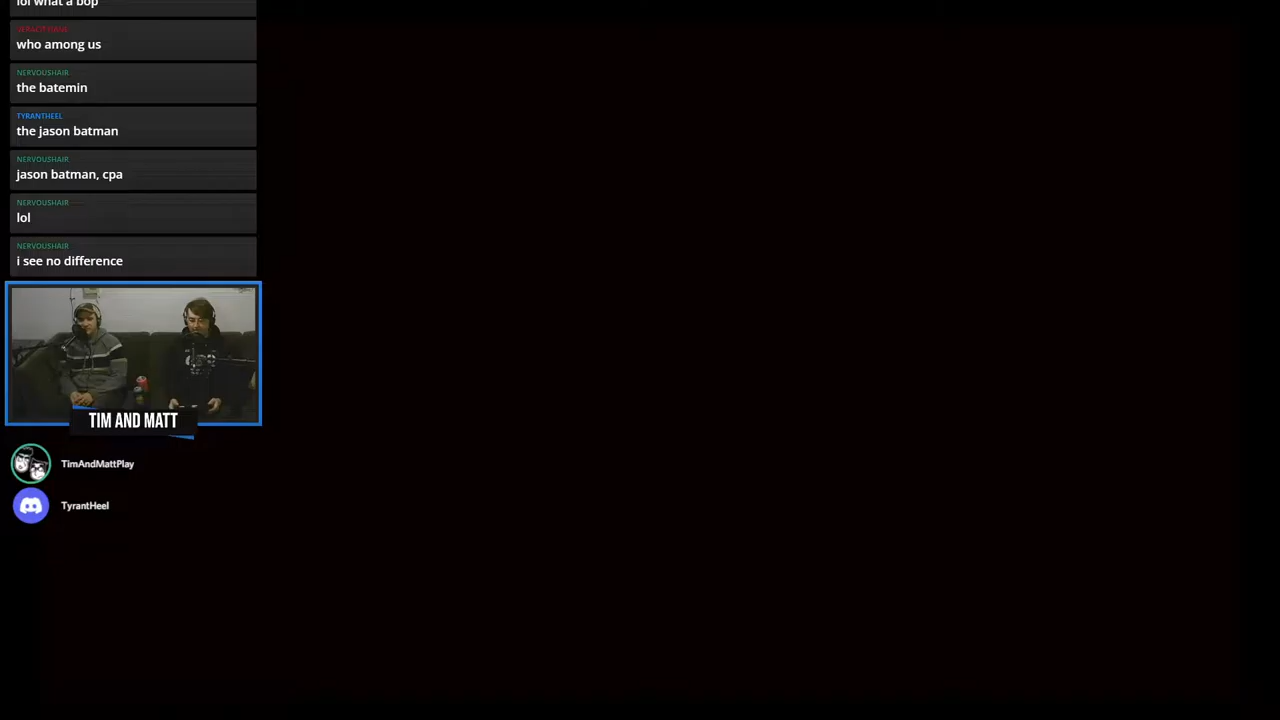 lol what a bop
who among us
NERVOUSHAIR
the batemin
TYRANTHEEL
the jason batman
NERVOUSHAIR
jason batman, cpa
NERVOUSHAIR
lol
NERVOUSHAIR
i see no difference
TIM AND MATT
TimAndMattPlay
TyrantHeel